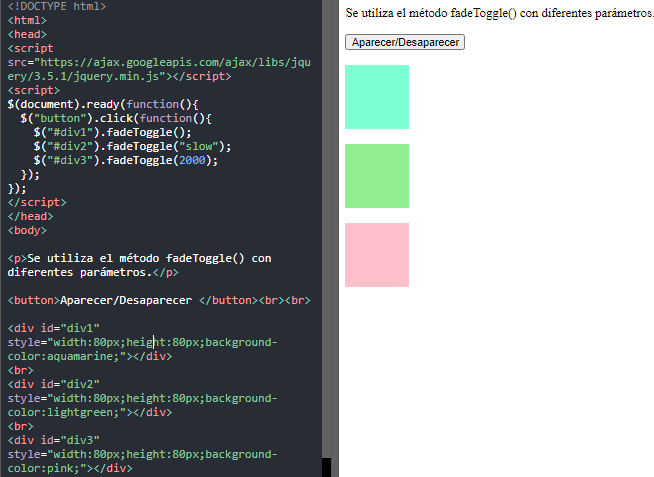 <!DOCTYPE html>
<html>
<head>
<script
src="https://ajax.googleapis.com/ajax/libs/jqu
ery/3.5.1/jquery.min.js"></script>
<script>
$(document).ready(function(){
  $("button").click(function(){
    $("#div1").fadeToggle();
    $("#div2").fadeToggle("slow");
    $("#div3").fadeToggle(2000);
  });
});
</script>
</head>
<body>
<p>Se utiliza el método fadeToggle() con
diferentes parámetros.</p>
<button>Aparecer/Desaparecer </button><br><br>
<div id="div1"
style="width:80px;height:80px;background-
color:aquamarine;"></div>
<br>
<div id="div2"
style="width:80px;height:80px;background-
color:lightgreen;"></div>
<br>
<div id="div3"
style="width:80px;height:80px;background-
color:pink;"></div>
Se utiliza el método fadeToggle() con diferentes parámetros.
Aparecer/Desaparecer